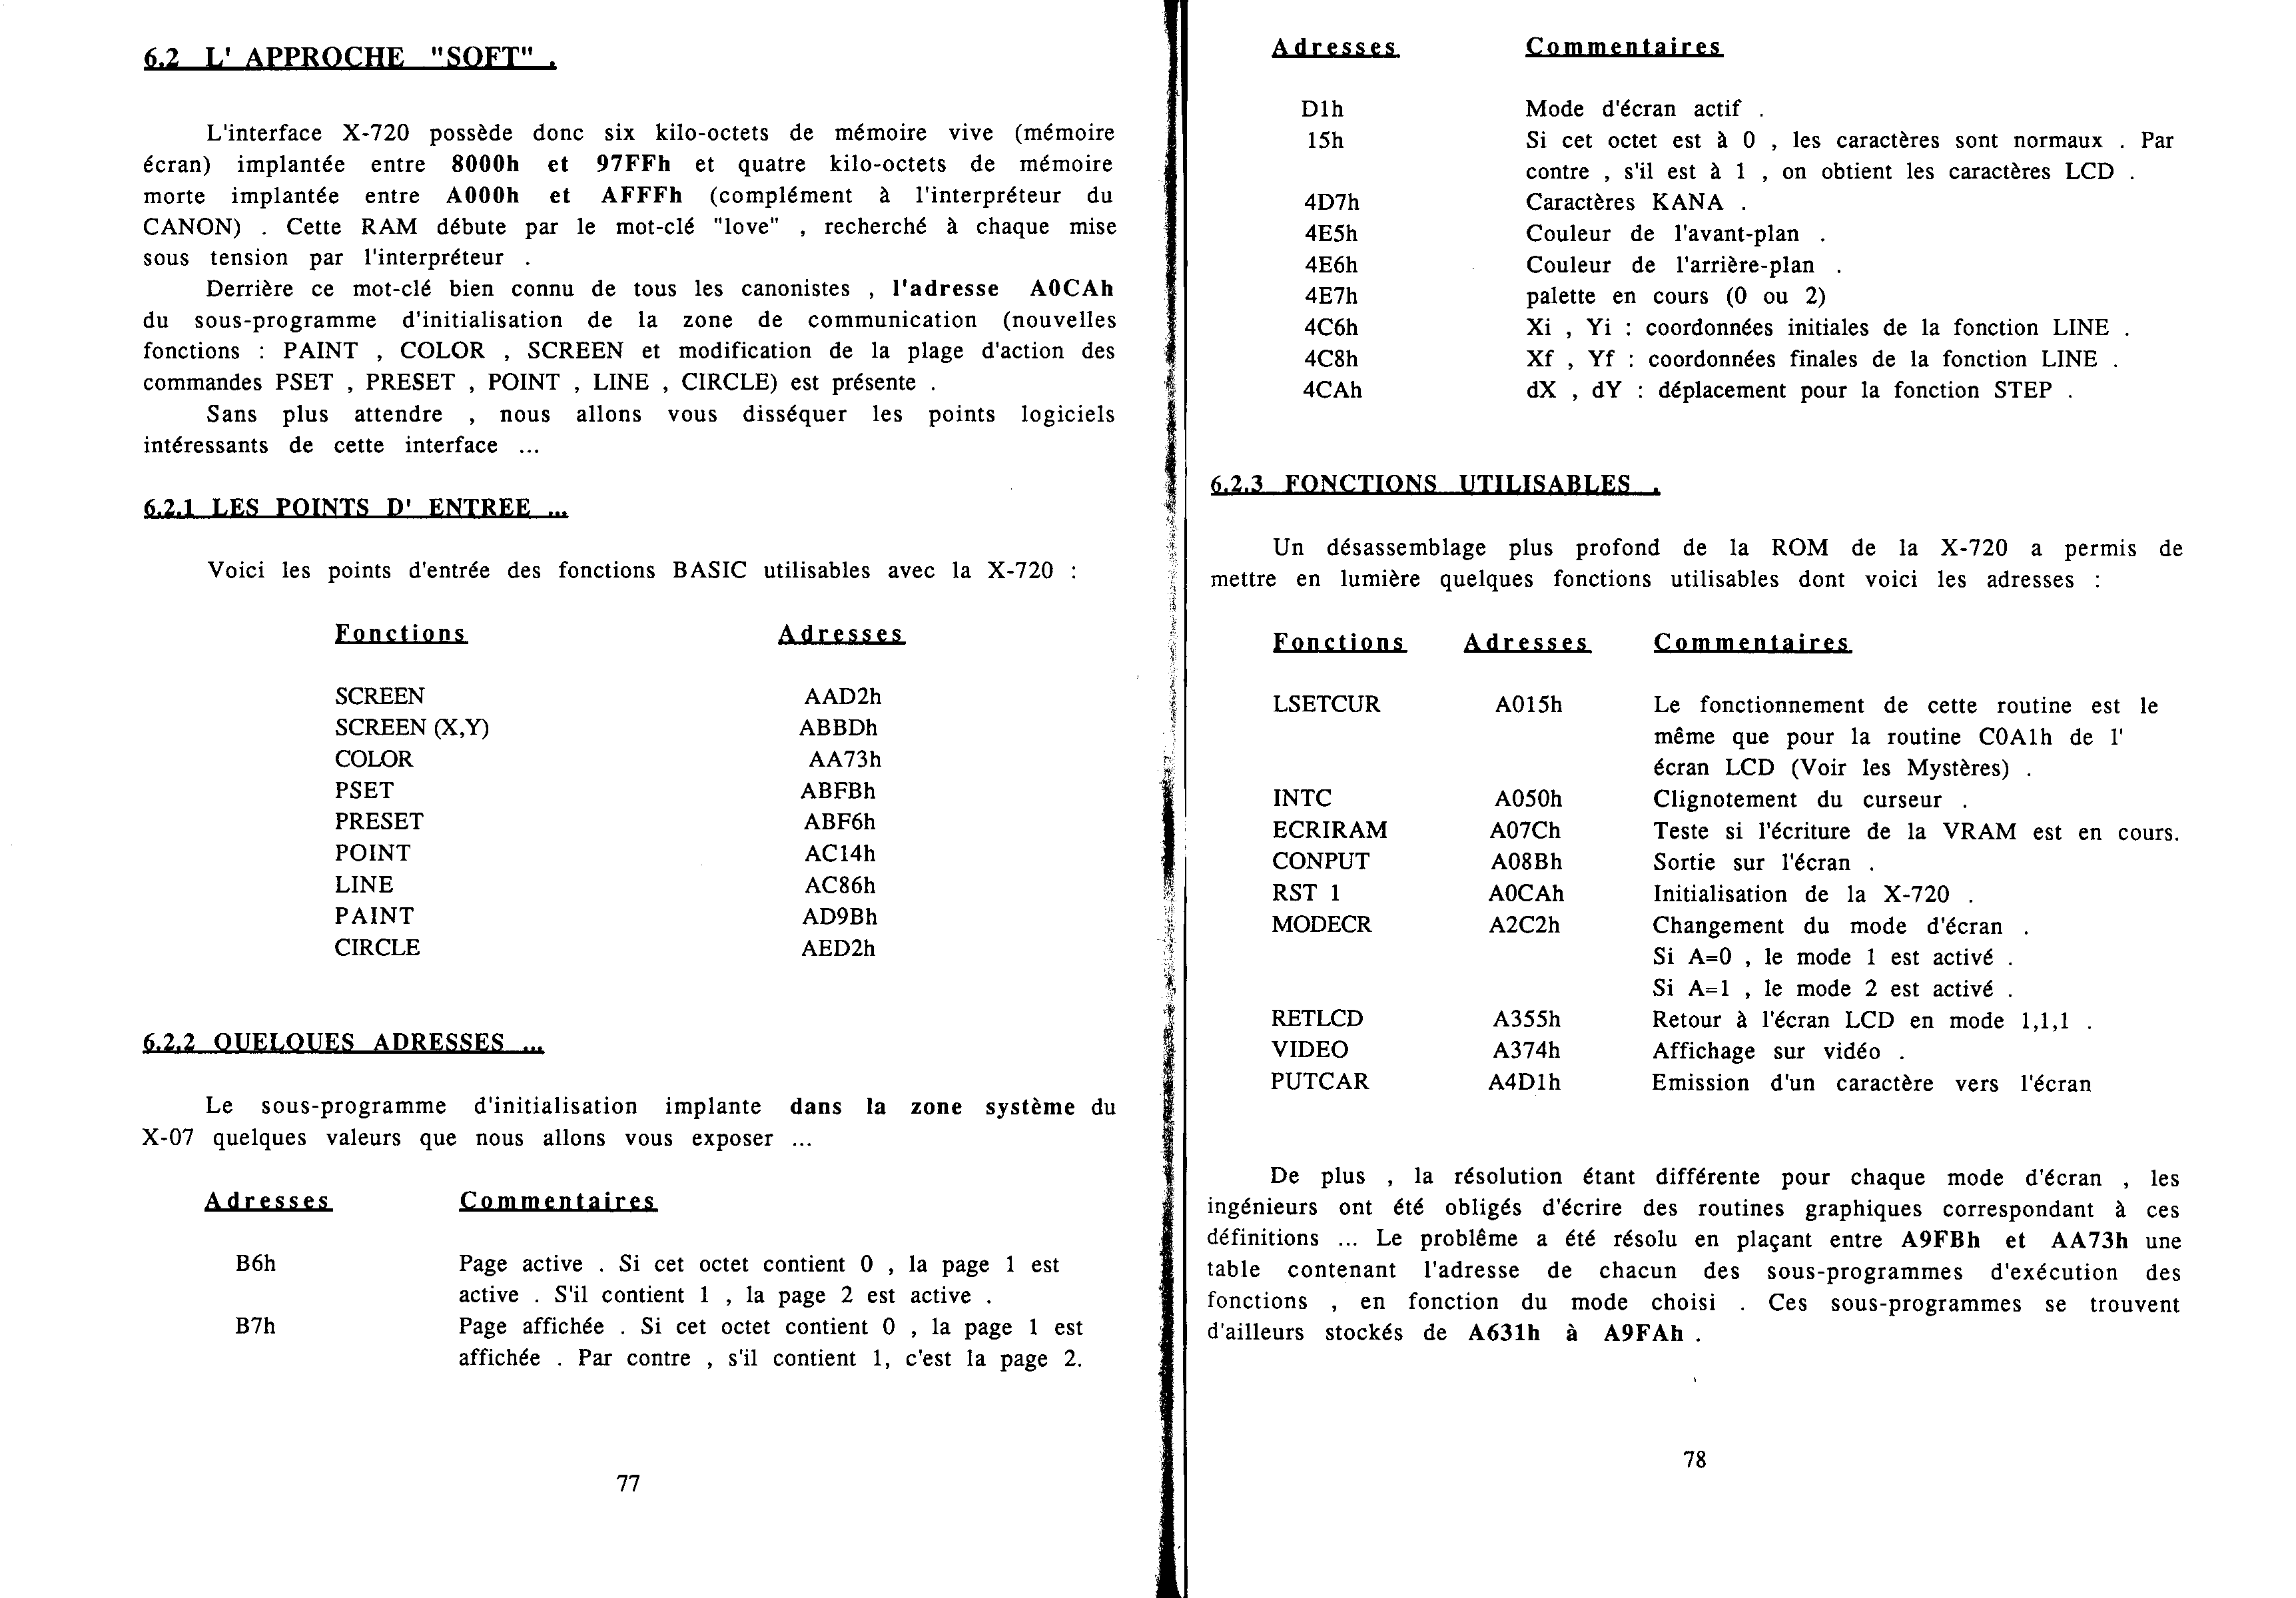 6.2 L' APPROCHE "SOFT" .
L'interface X-720 possède donc six kilo-octets de mémoire vive (mémoire
écran) implantée entre 8000h et 97FFh et quatre kilo-octets de mémoire
morte implantée entre A000h et AFFFh (complément à l'interpréteur du
CANON) . Cette RAM débute par le mot-clé "love" , recherché à chaque mise
sous tension par l'interpréteur .
Derrière ce mot-clé bien connu de tous les canonistes , l'adresse A0CAh
du sous-programme d'initialisation de la zone de communication (nouvelles
fonctions : PAINT , COLOR , SCREEN et modification de la plage d'action des
commandes PSET , PRESET , POINT , LINE , CIRCLE) est présente .
Sans plus attendre , nous allons vous disséquer les points logiciels
intéressants de cette interface ...
6.2.1 LES POINTS D' ENTREE ...
Voici les points d'entrée des fonctions BASIC utilisables avec la X-720 :
Fonctions Adresses
SCREEN AAD2h
SCREEN (X,Y) ABBDh
COLOR AA73h
PSET ABFBh
PRESET ABF6h
POINT AC14h
LINE AC86h
PAINT AD9Bh
CIRCLE AED2h
6.2.2 QUELQUES ADRESSES ...
Le sous-programme d'initialisation implante dans la zone système du
X-07 quelques valeurs que nous allons vous exposer ...
Adresses Commentaires
B6h Page active . Si cet octet contient 0 , la page 1 est
active . S'il contient 1 , la page 2 est active .
B7h Page affichée . Si cet octet contient 0 , la page 1 est
affichée . Par contre , s'il contient 1, c'est la page 2.
77
Adresses Commentaires
D1h Mode d'écran actif .
15h Si cet octet est à 0 , les caractères sont normaux . Par
contre , s'il est à 1 , on obtient les caractères LCD .
4D7h Caractères KANA .
4E5h Couleur de l'avant-plan .
4E6h Couleur de l'arrière-plan .
4E7h palette en cours (0 ou 2)
4C6h Xi , Yi : coordonnées initiales de la fonction LINE .
4C8h Xf , Yf : coordonnées finales de la fonction LINE .
4CAh dX , dY : déplacement pour la fonction STEP .
6.2.3 FONCTIONS UTILISABLES .
Un désassemblage plus profond de la ROM de la X-720 a permis de
mettre en lumière quelques fonctions utilisables dont voici les adresses :
Fonctions Adresses Commentaires
LSETCUR A015h Le fonctionnement de cette routine est le
même que pour la routine C0A1h de l'
écran LCD (Voir les Mystères) .
INTC A050h Clignotement du curseur .
ECRIRAM A07Ch Teste si l'écriture de la VRAM est en cours.
CONPUT A08Bh Sortie sur l'écran .
RST 1 A0CAh Initialisation de la X-720 .
MODECR A2C2h Changement du mode d'écran .
Si A=0 , le mode 1 est activé .
Si A=1 , le mode 2 est activé .
RETLCD A355h Retour à l'écran LCD en mode 1,1,1 .
VIDEO A374h Affichage sur vidéo .
PUTCAR A4D1h Emission d'un caractère vers l'écran
De plus , la résolution étant différente pour chaque mode d'écran , les
ingénieurs ont été obligés d'écrire des routines graphiques correspondant à ces
définitions ... Le problême a été résolu en plaçant entre A9FBh et AA73h une
table contenant l'adresse de chacun des sous-programmes d'exécution des
fonctions , en fonction du mode choisi . Ces sous-programmes se trouvent
d'ailleurs stockés de A631h à A9FAh .
78